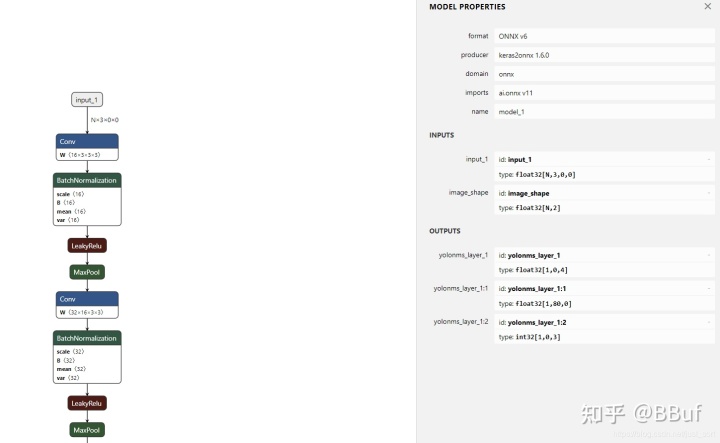 MODEL PROPERTIES
format
ONNX v6
producer
keras2onnx 1.6.0
domain
onnx
imports
ai.onnx v11
name
model_1
INPUTS
input_1
id: input_1
type: float32[N,3,0,0]
image_shape
id: image_shape
type: float32[N,2]
OUTPUTS
yolonms_layer_1
id: yolonms_layer_1
type: float32[1,0,4]
yolonms_layer_1:1
id: yolonms_layer_1:1
type: float32[1,80,0]
yolonms_layer_1:2
id: yolonms_layer_1:2
type: int32[1,0,3]
input_1
N×3×0×0
Conv
W ⟨16×3×3×3⟩
BatchNormalization
scale ⟨16⟩
B ⟨16⟩
mean ⟨16⟩
var ⟨16⟩
LeakyRelu
MaxPool
Conv
W ⟨32×16×3×3⟩
BatchNormalization
scale ⟨32⟩
B ⟨32⟩
mean ⟨32⟩
var ⟨32⟩
LeakyRelu
MaxPool
知乎 @BBuf